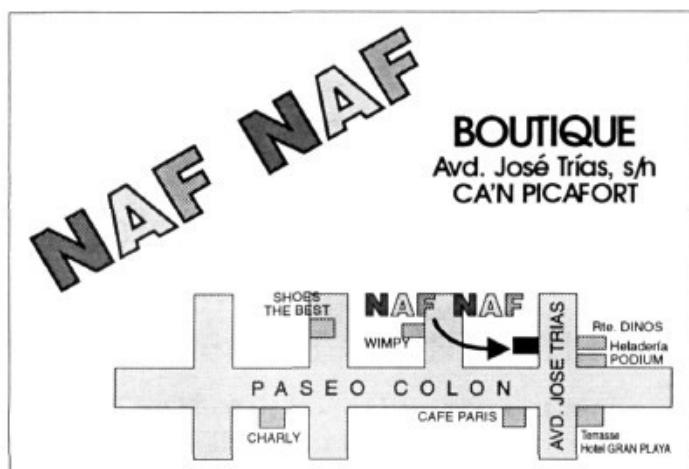 NAF NAF
BOUTIQUE
Avd. José Trías, s/n
CA'N PICAFORT
SHOES
THE BEST
NAF NAF
WIMPY
Rte. DINOS
Heladería
PODIUM
AVD. JOSE TRIAS
PASEO COLON
CHARLY
CAFE PARIS
Terrasse
Hotel GRAN PLAYA